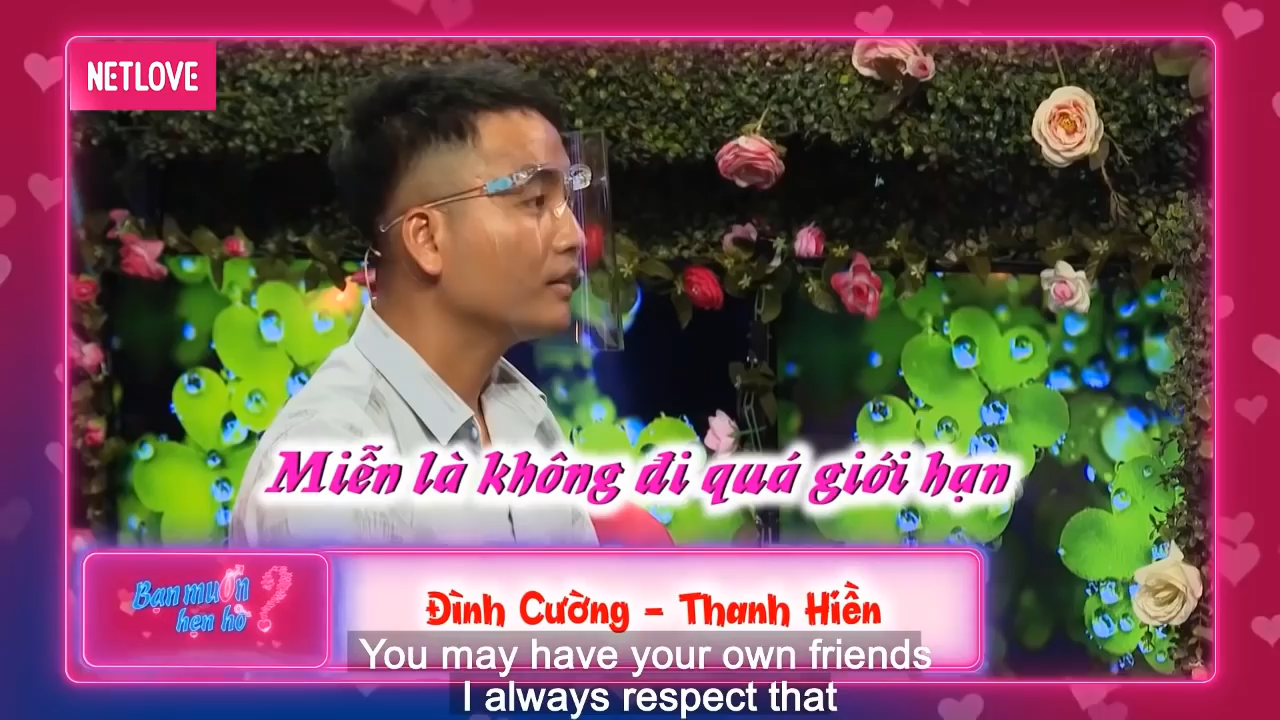 NETLOVE
Miễn là không đi quá giới hạn
Bạn muốn
hẹn hò
?
Đình Cường – Thanh Hiền
You may have your own friends
I always respect that